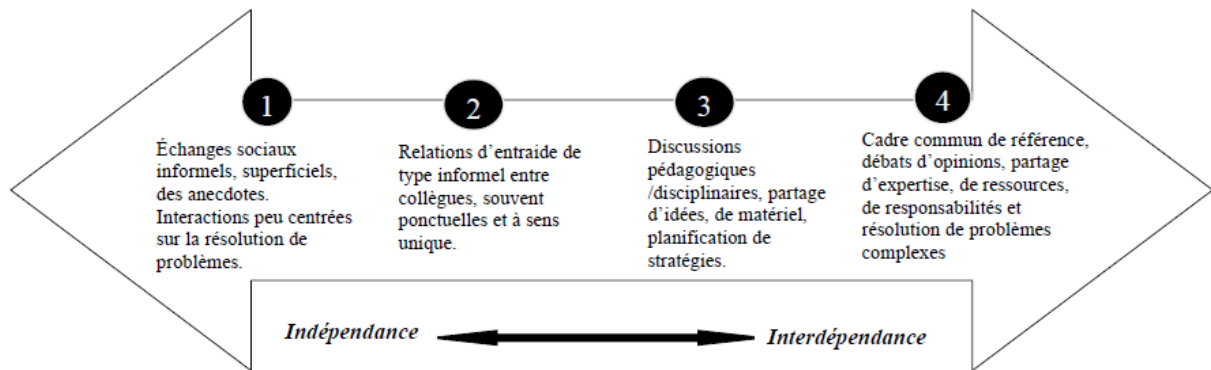 1
Échanges sociaux
informels, superficiels,
des anecdotes.
Interactions peu centrées
sur la résolution de
problèmes.
2
Relations d'entraide de
type informel entre
collègues, souvent
ponctuelles et à sens
unique.
3
Discussions
pédagogiques
/disciplinaires, partage
d'idées, de matériel,
planification de
stratégies.
4
Cadre commun de référence,
débats d'opinions, partage
d'expertise, de ressources,
de responsabilités et
résolution de problèmes
complexes
Indépendance
Interdépendance